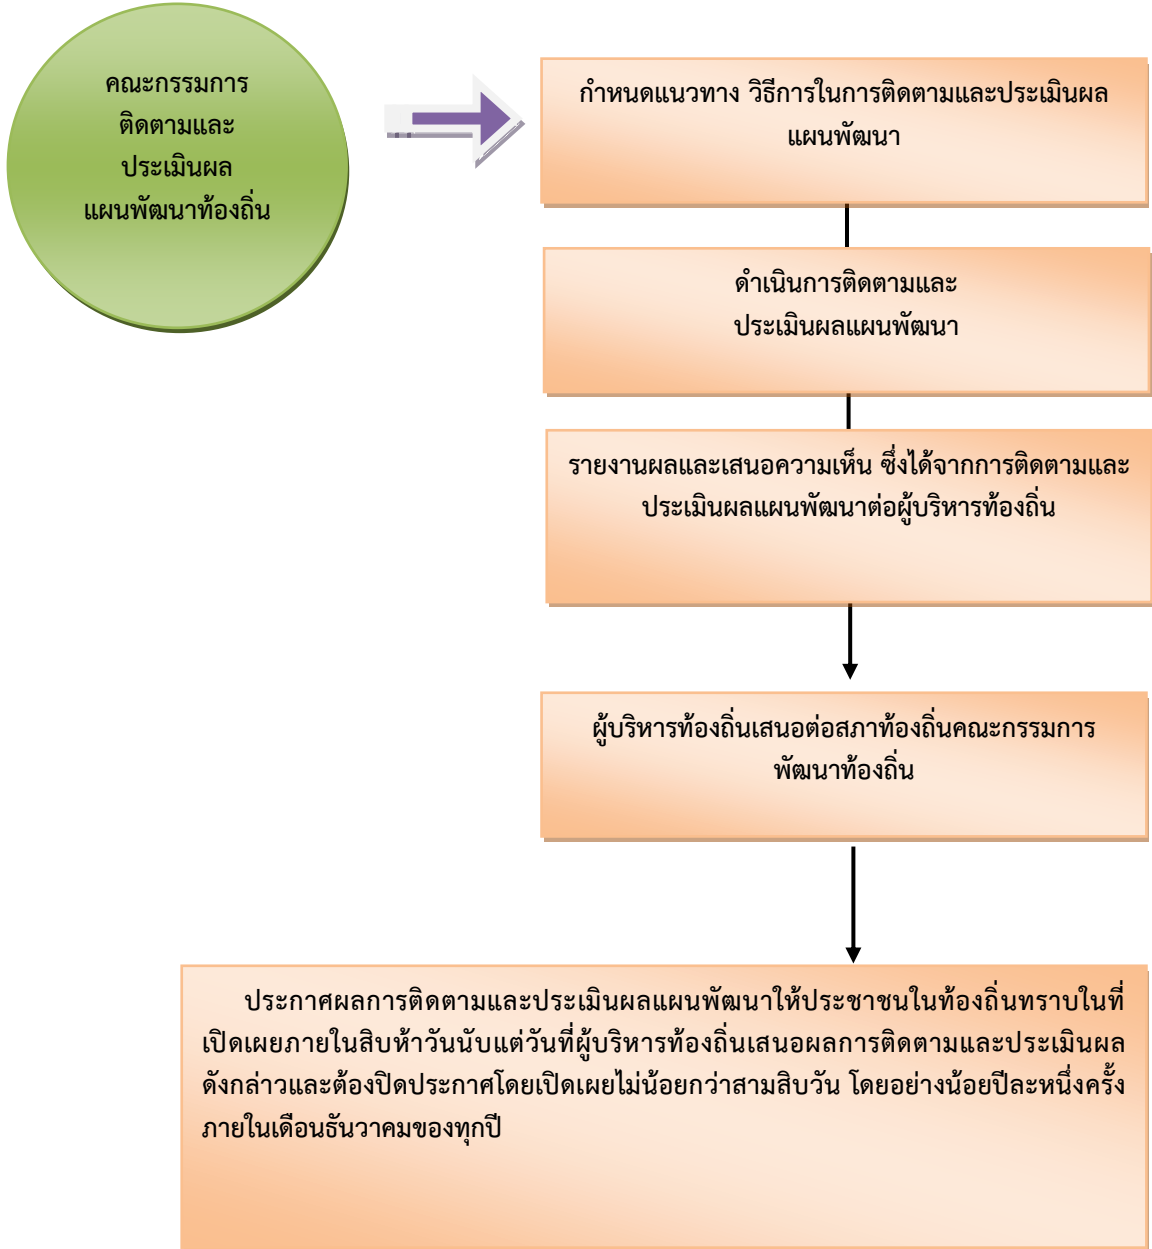 คณะกรรมการ
ติดตามและ
ประเมินผล
แผนพัฒนาท้องถิ่น
กำหนดแนวทาง วิธีการในการติดตามและประเมินผล
แผนพัฒนา
ดำเนินการติดตามและ
ประเมินผลแผนพัฒนา
รายงานผลและเสนอความเห็น ซึ่งได้จากการติดตามและ
ประเมินผลแผนพัฒนาต่อผู้บริหารท้องถิ่น
ผู้บริหารท้องถิ่นเสนอต่อสภาท้องถิ่นคณะกรรมการ
พัฒนาท้องถิ่น
ประกาศผลการติดตามและประเมินผลแผนพัฒนาให้ประชาชนในท้องถิ่นทราบในที่
เปิดเผยภายในสิบห้าวันนับแต่วันที่ผู้บริหารท้องถิ่นเสนอผลการติดตามและประเมินผล
ดังกล่าวและต้องปิดประกาศโดยเปิดเผยไม่น้อยกว่าสามสิบวัน โดยอย่างน้อยปีละหนึ่งครั้ง
ภายในเดือนธันวาคมของทุกปี